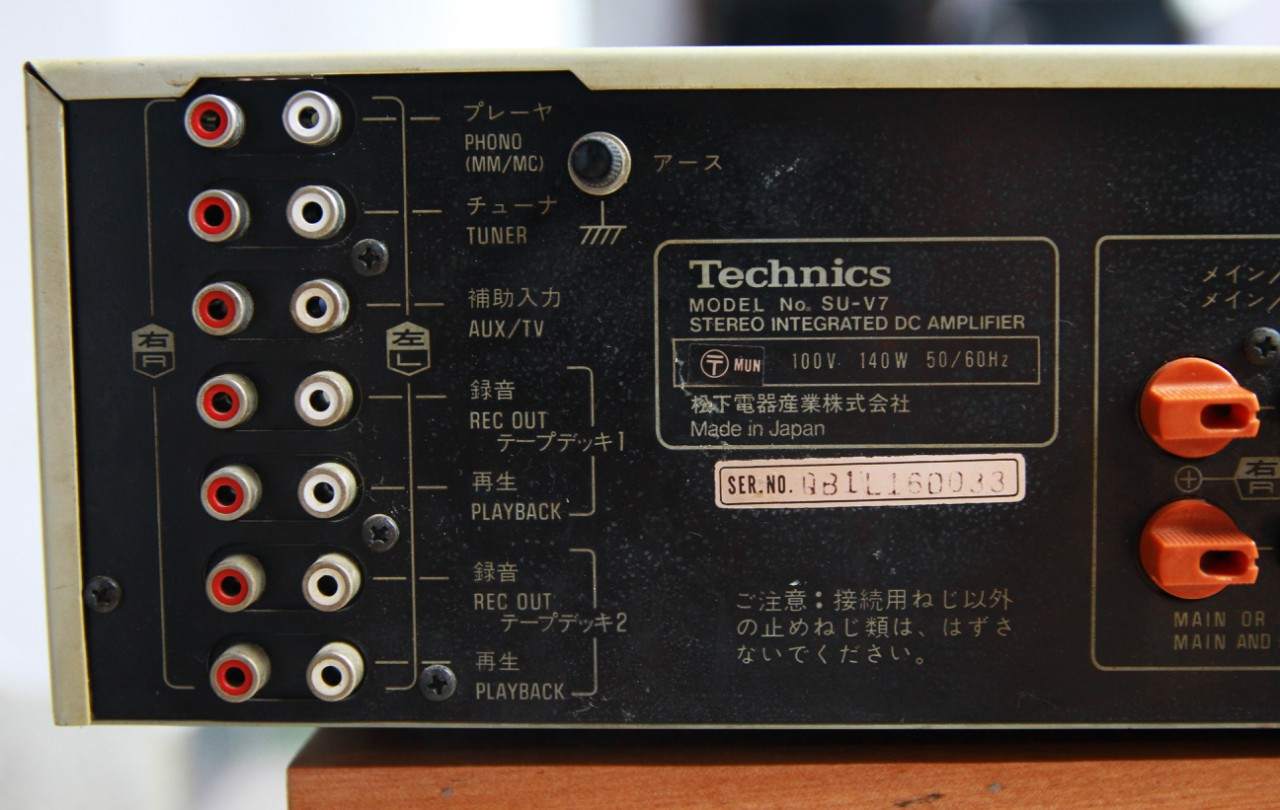 プレーヤ
PHONO
(MM/MC)
アース
チューナ
TUNER
補助入力
AUX/TV
右
R
左
L
録音
REC OUT
テープデッキ1
再生
PLAYBACK
録音
REC OUT
テープデッキ2
再生
PLAYBACK
Technics
MODEL No. SU-V7
STEREO INTEGRATED DC AMPLIFIER
〒 MUN 100V 140W 50/60Hz
松下電器産業株式会社
Made in Japan
SER.NO. QB1L160033
ご注意：接続用ねじ以外
の止めねじ類は、はずさ
ないでください。
メイン/
メイン/
右
R
MAIN OR
MAIN AND